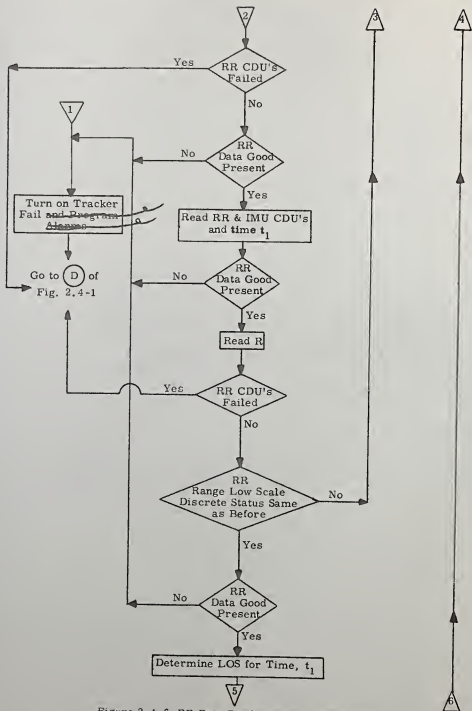 2
3
4
Yes
RR CDU's
Failed
No
1
No
RR
Data Good
Present
Yes
Turn on Tracker
Fail and Program
Alarms
Read RR & IMU CDU's
and time t1
Go to D of
Fig. 2.4-1
No
RR
Data Good
Present
Yes
Read R
Yes
RR CDU's
Failed
No
RR
Range Low Scale
Discrete Status Same
as Before
No
Yes
No
RR
Data Good
Present
Yes
Determine LOS for Time, t1
5
6